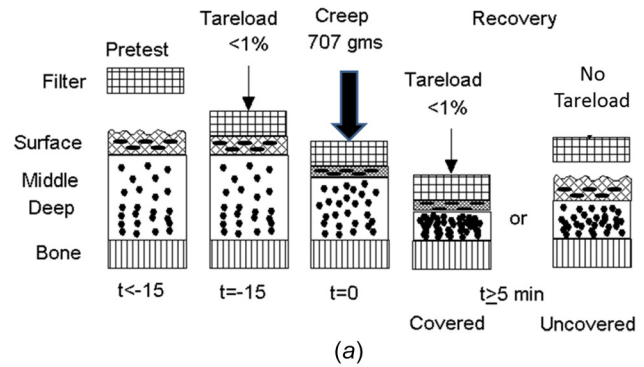 Pretest
Tareload
<1%
Creep
707 gms
Recovery
Tareload
<1%
No
Tareload
Filter
Surface
Middle
Deep
Bone
or
t<-15
t=-15
t=0
t≥5 min
Covered
Uncovered
(a)